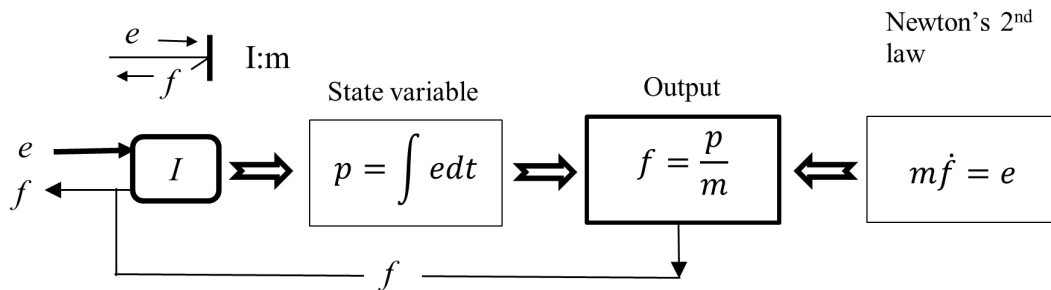 Newton's 2nd
law
e
I:m
f
State variable
Output
e
f
I
p = ∫ edt
f = p/m
mḟ = e
f